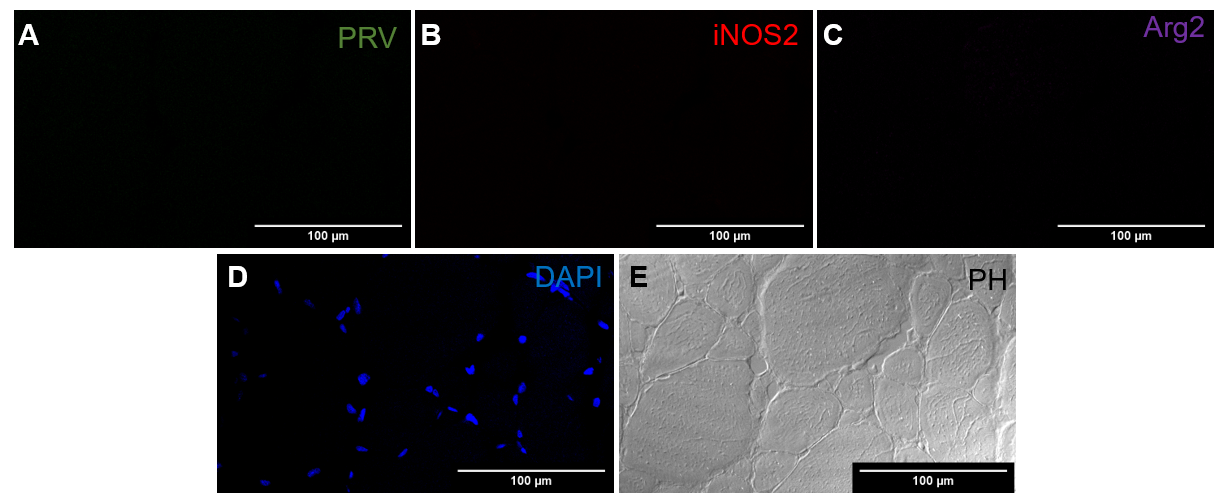 A
PRV
B
iNOS2
C
Arg2
100 µm
100 µm
100 µm
D
DAPI
E
PH
100 µm
100 µm